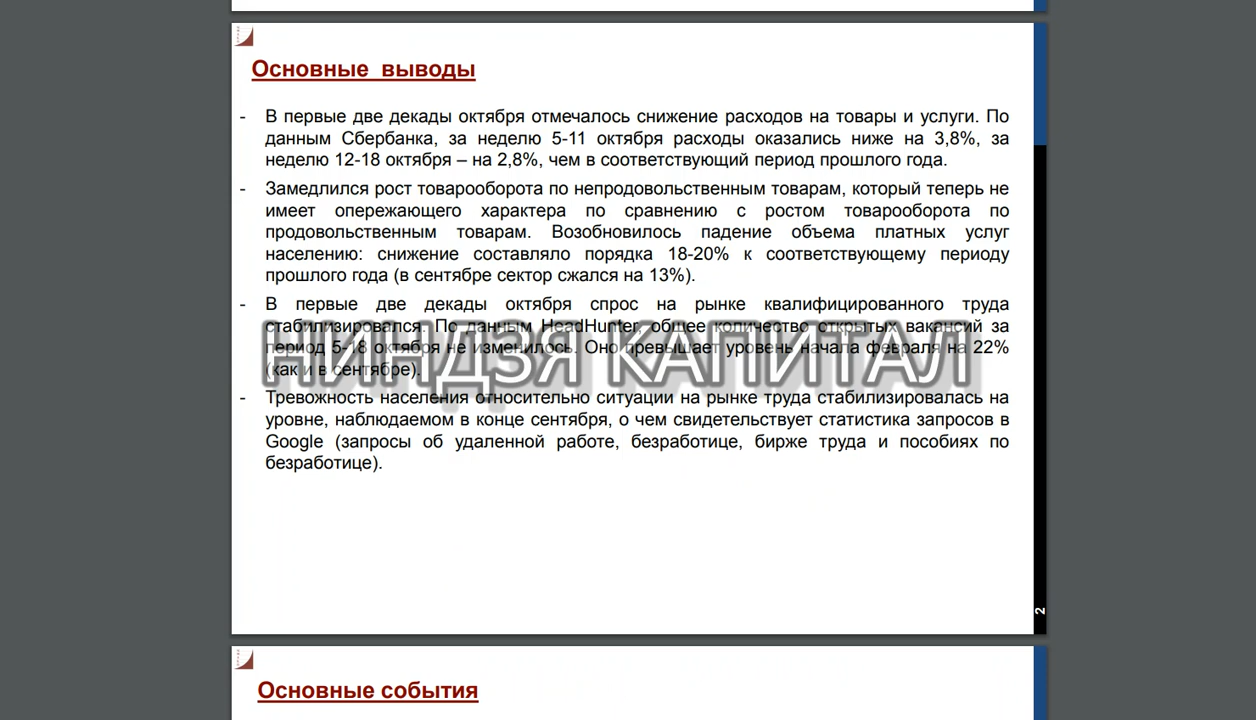 Основные выводы
- В первые две декады октября отмечалось снижение расходов на товары и услуги. По
данным Сбербанка, за неделю 5-11 октября расходы оказались ниже на 3,8%, за
неделю 12-18 октября – на 2,8%, чем в соответствующий период прошлого года.
- Замедлился рост товарооборота по непродовольственным товарам, который теперь не
имеет опережающего характера по сравнению с ростом товарооборота по
продовольственным товарам. Возобновилось падение объема платных услуг
населению: снижение составляло порядка 18-20% к соответствующему периоду
прошлого года (в сентябре сектор сжался на 13%).
- В первые две декады октября спрос на рынке квалифицированного труда
стабилизировался. По данным HeadHunter, общее количество открытых вакансий за
период 5-18 октября не изменилось. Оно превышает уровень начала февраля на 22%
(как и в сентябре).
НИНДЗЯ КАПИТАЛ
- Тревожность населения относительно ситуации на рынке труда стабилизировалась на
уровне, наблюдаемом в конце сентября, о чем свидетельствует статистика запросов в
Google (запросы об удаленной работе, безработице, бирже труда и пособиях по
безработице).
2
Основные события